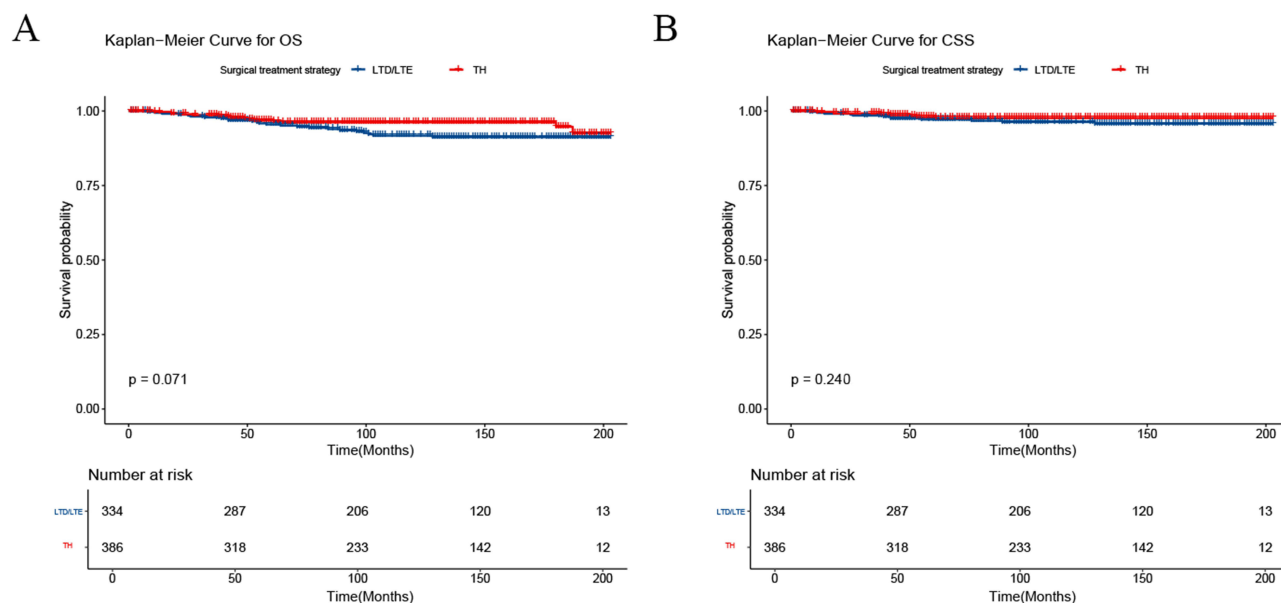 A
Kaplan−Meier Curve for OS
Surgical treatment strategy LTD/LTE TH
1.00
0.75
0.50
0.25
0.00
Survival probability
p = 0.071
0 50 100 150 200
Time(Months)
Number at risk
LTD/LTE 334 287 206 120 13
TH 386 318 233 142 12
0 50 100 150 200
Time(Months)
B
Kaplan−Meier Curve for CSS
Surgical treatment strategy LTD/LTE TH
1.00
0.75
0.50
0.25
0.00
Survival probability
p = 0.240
0 50 100 150 200
Time(Months)
Number at risk
LTD/LTE 334 287 206 120 13
TH 386 318 233 142 12
0 50 100 150 200
Time(Months)